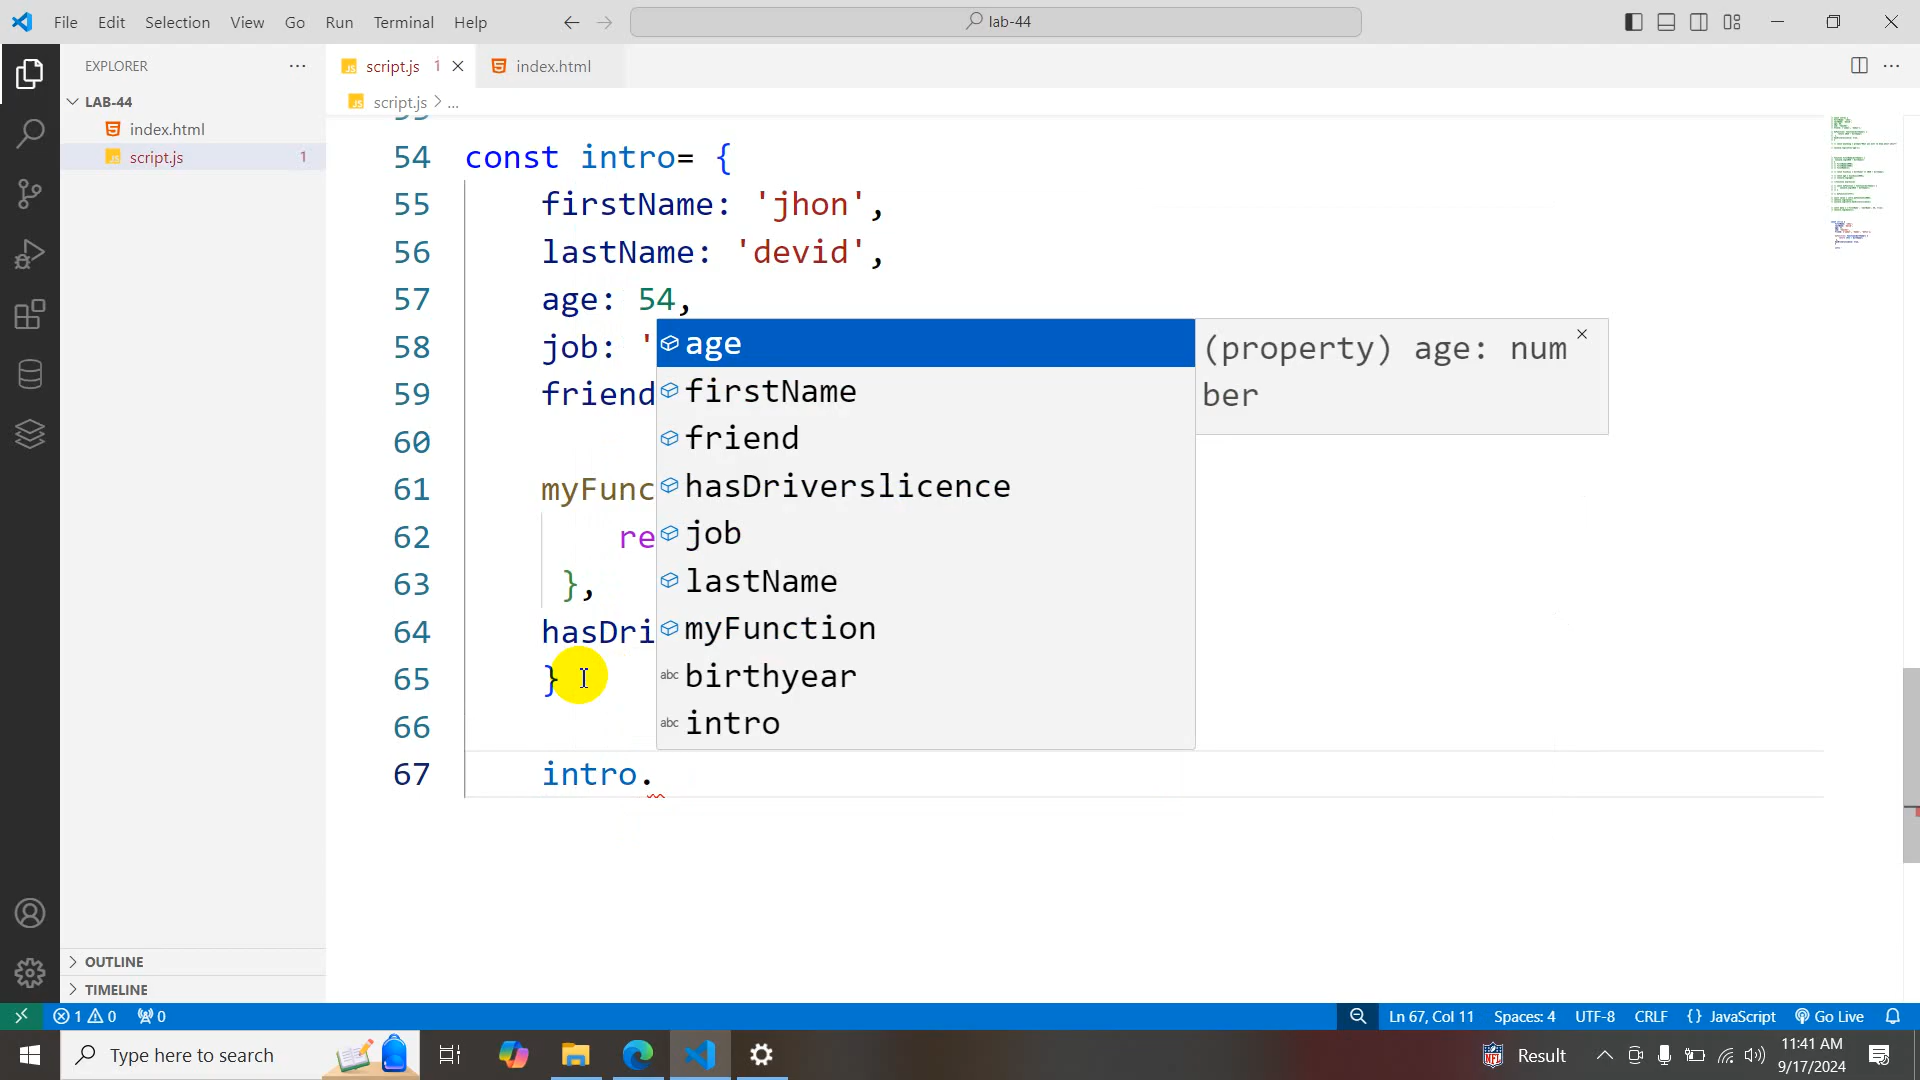 File Edit Selection View Go Run Terminal Help
lab-44
EXPLORER
script.js 1
index.html
LAB-44
script.js > ...
index.html
script.js 1
54 const intro= {
55 firstName: 'jhon',
56 lastName: 'devid',
57 age: 54,
58 job: '
59 friend
60
61 myFunc
62 re
63 },
64 hasDri
65 }
66
67 intro.
age
firstName
friend
hasDriverslicence
job
lastName
myFunction
abc birthyear
abc intro
(property) age: num
ber
OUTLINE
TIMELINE
1 0 0
Ln 67, Col 11 Spaces: 4 UTF-8 CRLF {} JavaScript Go Live
Type here to search
Result
11:41 AM
9/17/2024